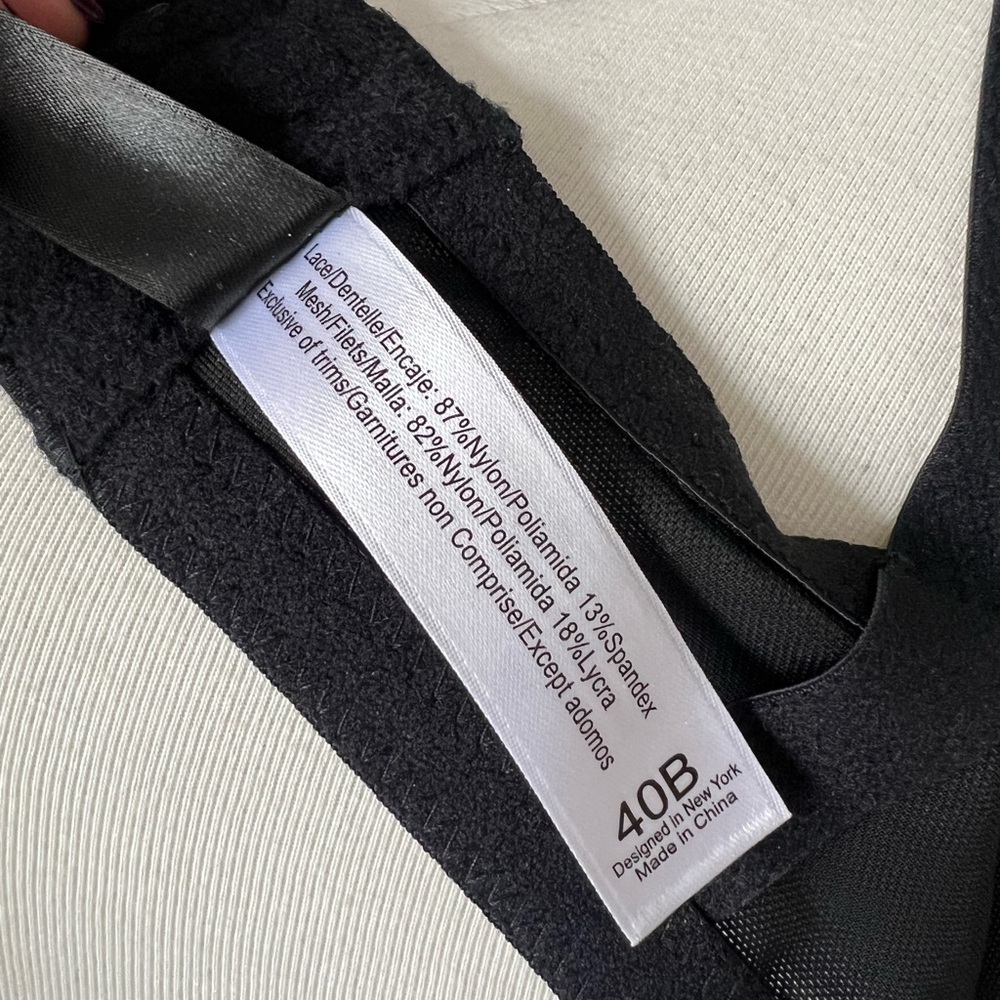 Lace/Dentelle/Encaje: 87%Nylon/Poliamida 13%Spandex
Mesh/Filets/Malla: 82%Nylon/Poliamida 18%Lycra
Exclusive of trims/Garnitures non Comprise/Except adomos
40B
Designed in New York
Made in China